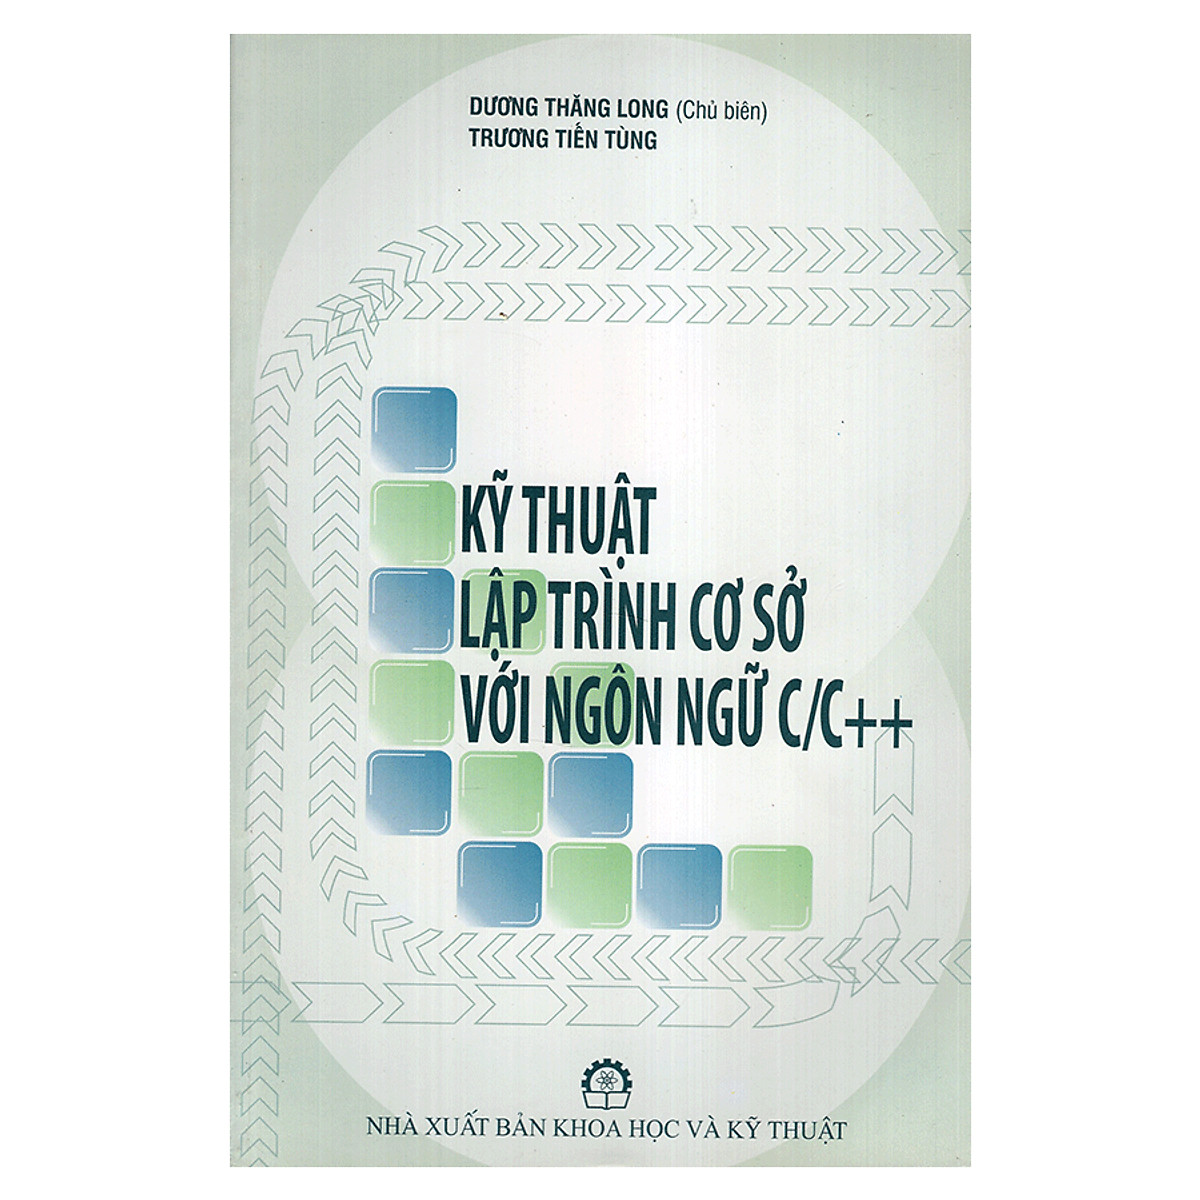 DƯƠNG THĂNG LONG (Chủ biên)
TRƯƠNG TIẾN TÙNG
KỸ THUẬT
LẬP TRÌNH CƠ SỞ
VỚI NGÔN NGỮ C/C++
NHÀ XUẤT BẢN KHOA HỌC VÀ KỸ THUẬT